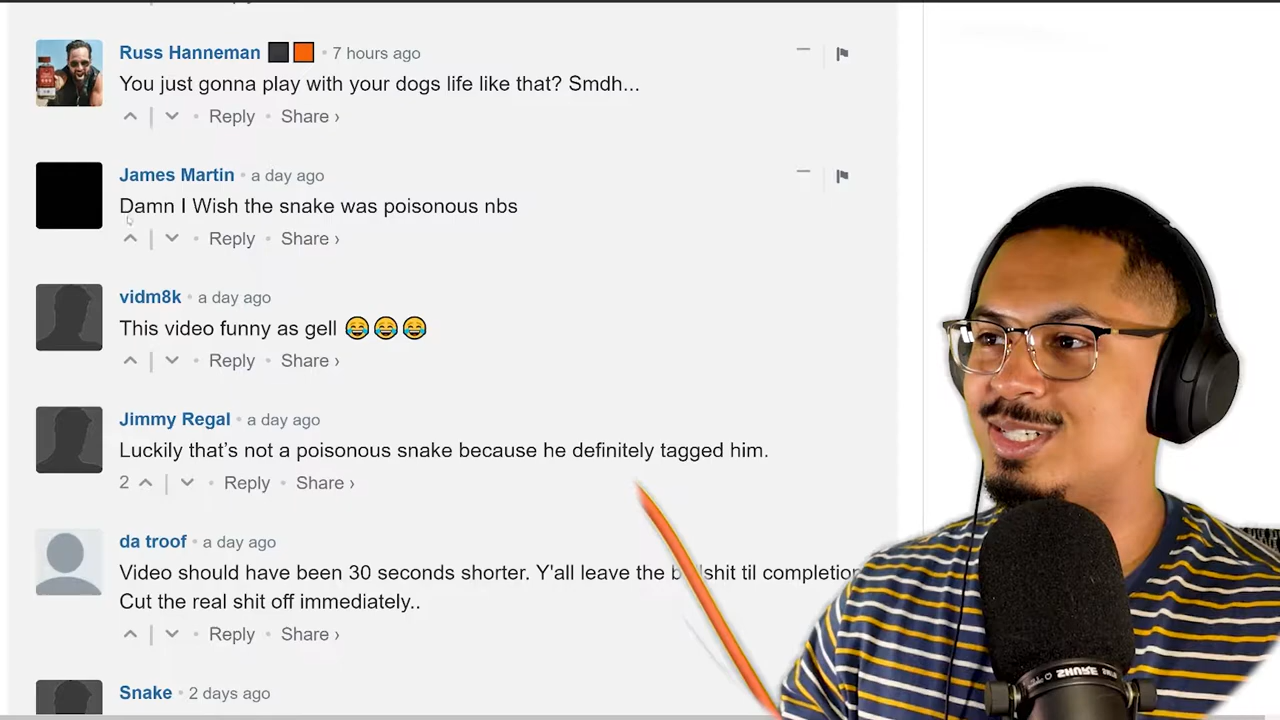 Russ Hanneman • 7 hours ago
You just gonna play with your dogs life like that? Smdh...
Reply • Share ›
James Martin • a day ago
Damn I Wish the snake was poisonous nbs
Reply • Share ›
vidm8k • a day ago
This video funny as gell 😂😂😂
Reply • Share ›
Jimmy Regal • a day ago
Luckily that's not a poisonous snake because he definitely tagged him.
2 Reply • Share ›
da troof • a day ago
Video should have been 30 seconds shorter. Y'all leave the til completion
Cut the real shit off immediately..
Reply • Share ›
Snake • 2 days ago
SHURE